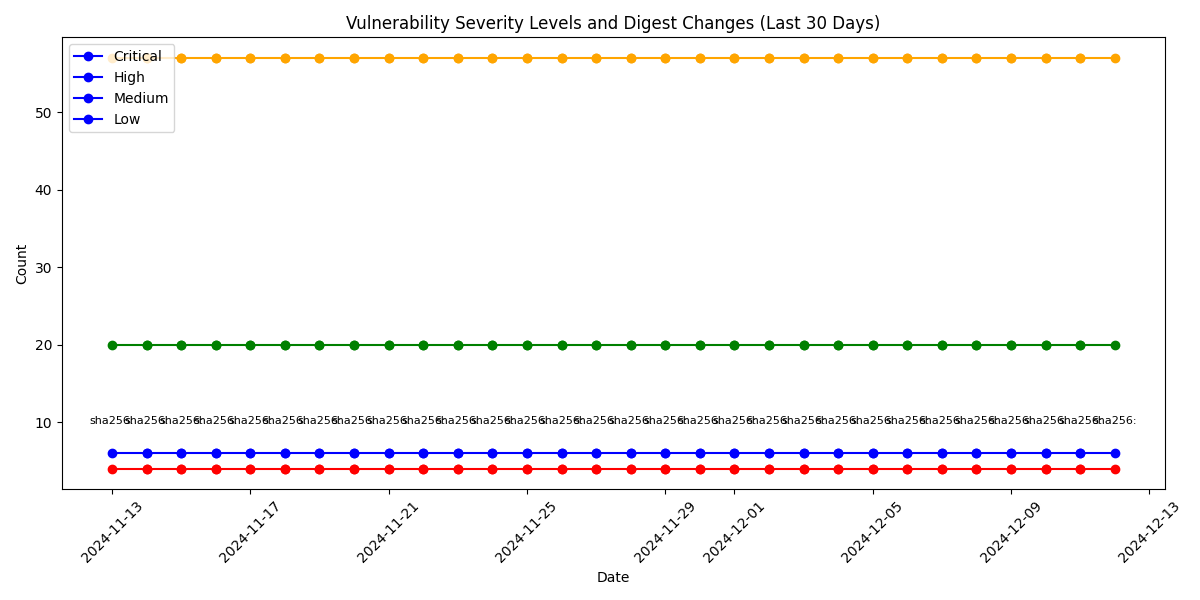 Vulnerability Severity Levels and Digest Changes (Last 30 Days)
Critical
High
Medium
Low
50
40
30
20
10
Count
sha256: sha256: sha256: sha256: sha256: sha256: sha256: sha256: sha256: sha256: sha256: sha256: sha256: sha256: sha256: sha256: sha256: sha256: sha256: sha256: sha256: sha256: sha256: sha256: sha256: sha256: sha256: sha256: sha256: sha256:
2024-11-13
2024-11-17
2024-11-21
2024-11-25
2024-11-29
2024-12-01
2024-12-05
2024-12-09
2024-12-13
Date